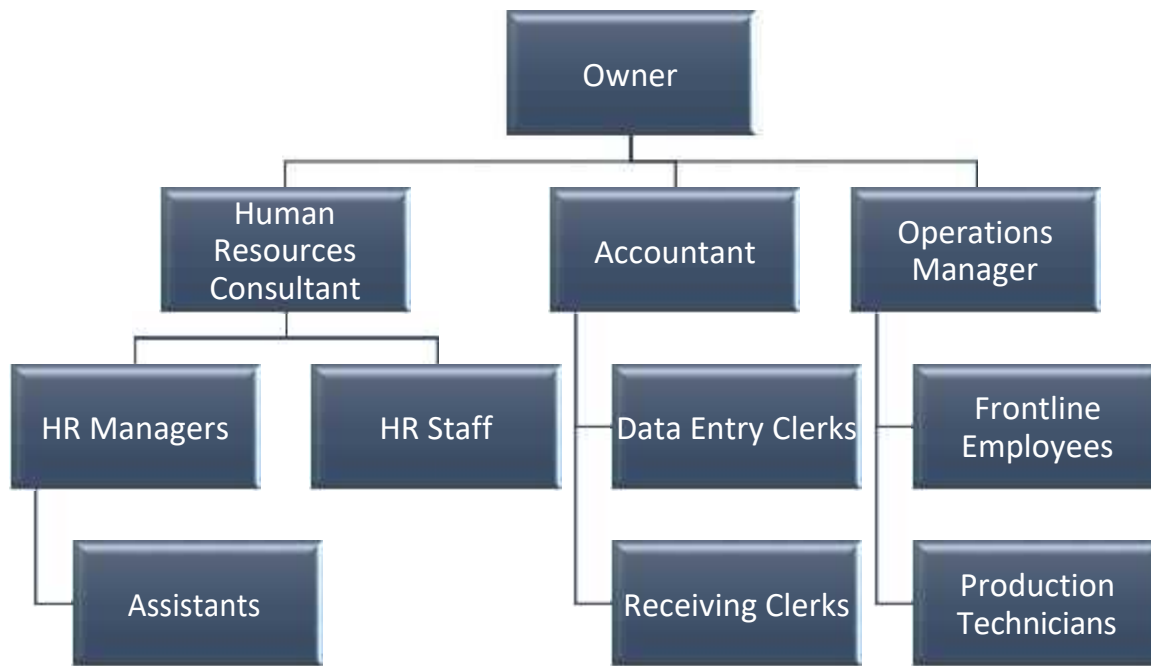 Owner
Human
Resources
Consultant
Accountant
Operations
Manager
HR Managers
HR Staff
Data Entry Clerks
Frontline
Employees
Assistants
Receiving Clerks
Production
Technicians